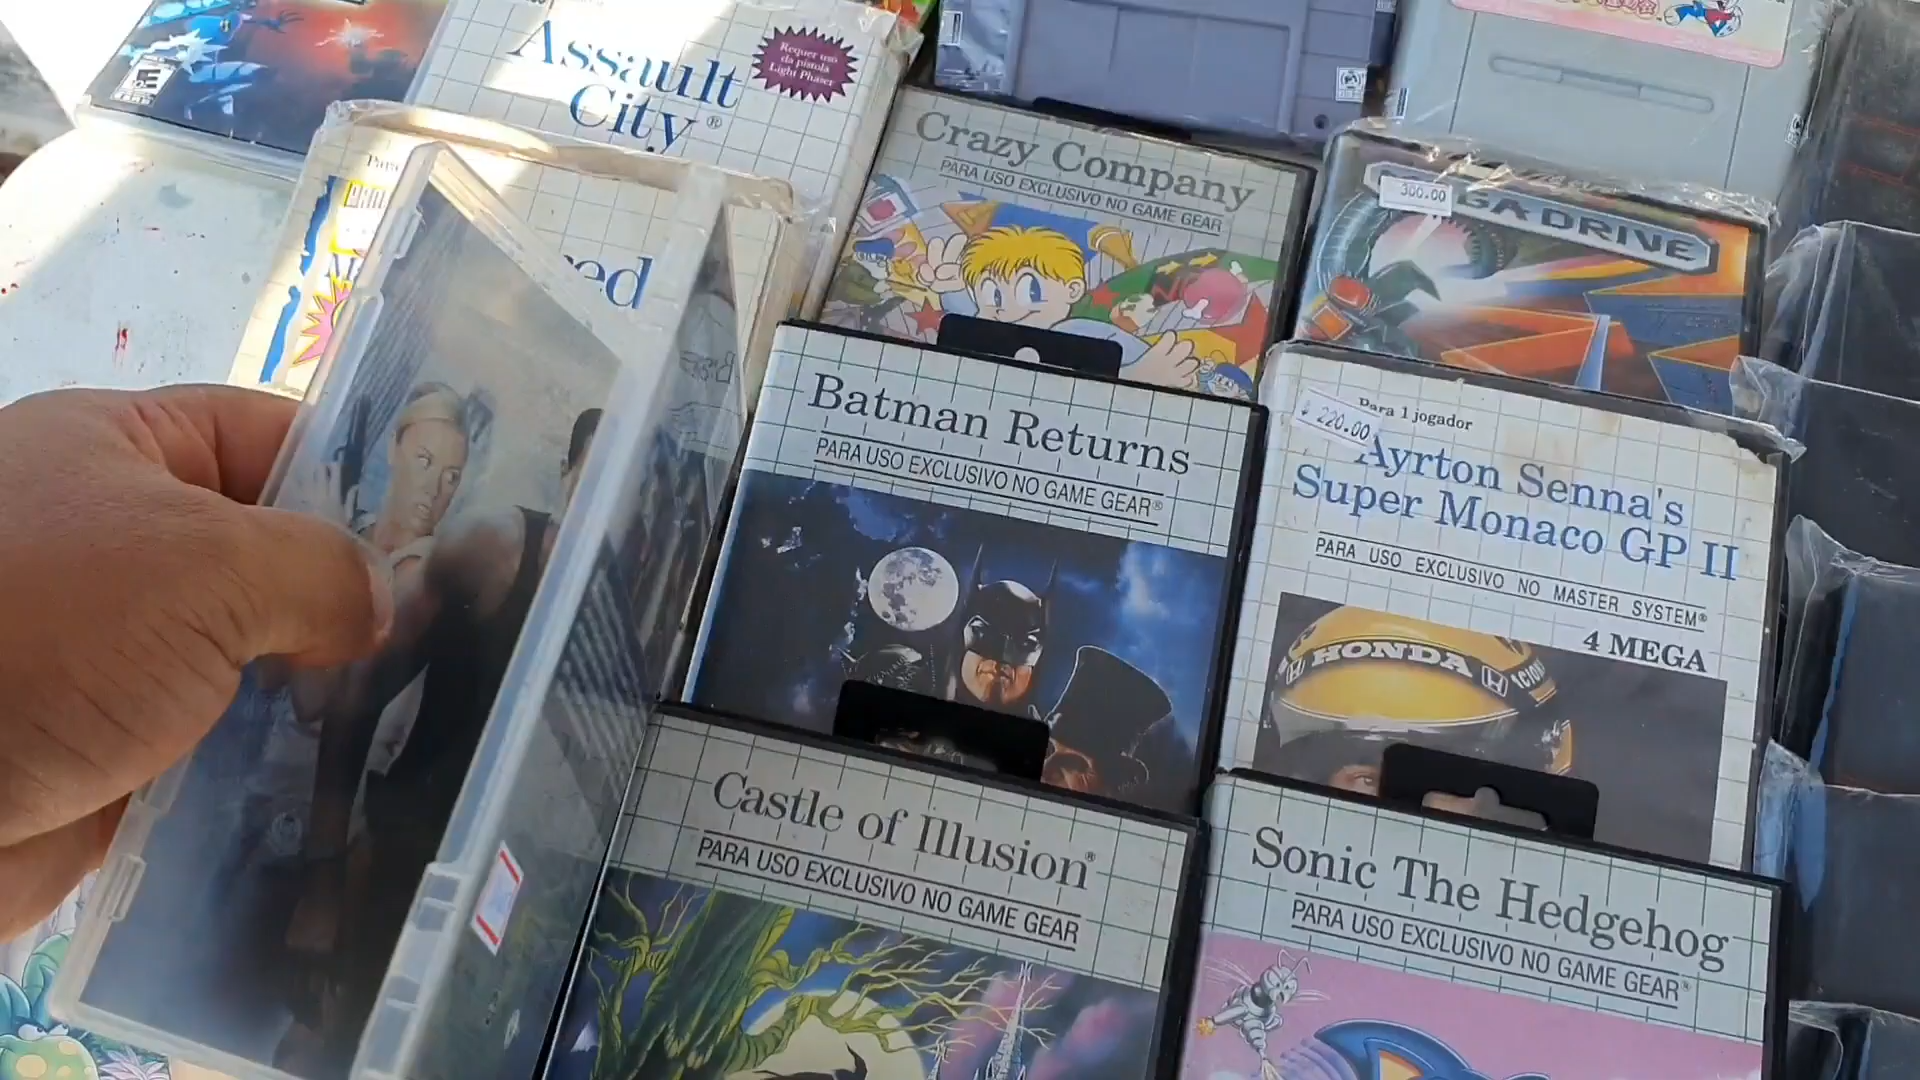 Assault
City®
Requer uso
da pistola
Light Phaser
Crazy Company
PARA USO EXCLUSIVO NO GAME GEAR
300.00
GA DRIVE
ed
Batman Returns
PARA USO EXCLUSIVO NO GAME GEAR®
220.00
Para 1 jogador
Ayrton Senna's
Super Monaco GP II
PARA USO EXCLUSIVO NO MASTER SYSTEM®
4 MEGA
HONDA
Castle of Illusion®
PARA USO EXCLUSIVO NO GAME GEAR
Sonic The Hedgehog
PARA USO EXCLUSIVO NO GAME GEAR®
E